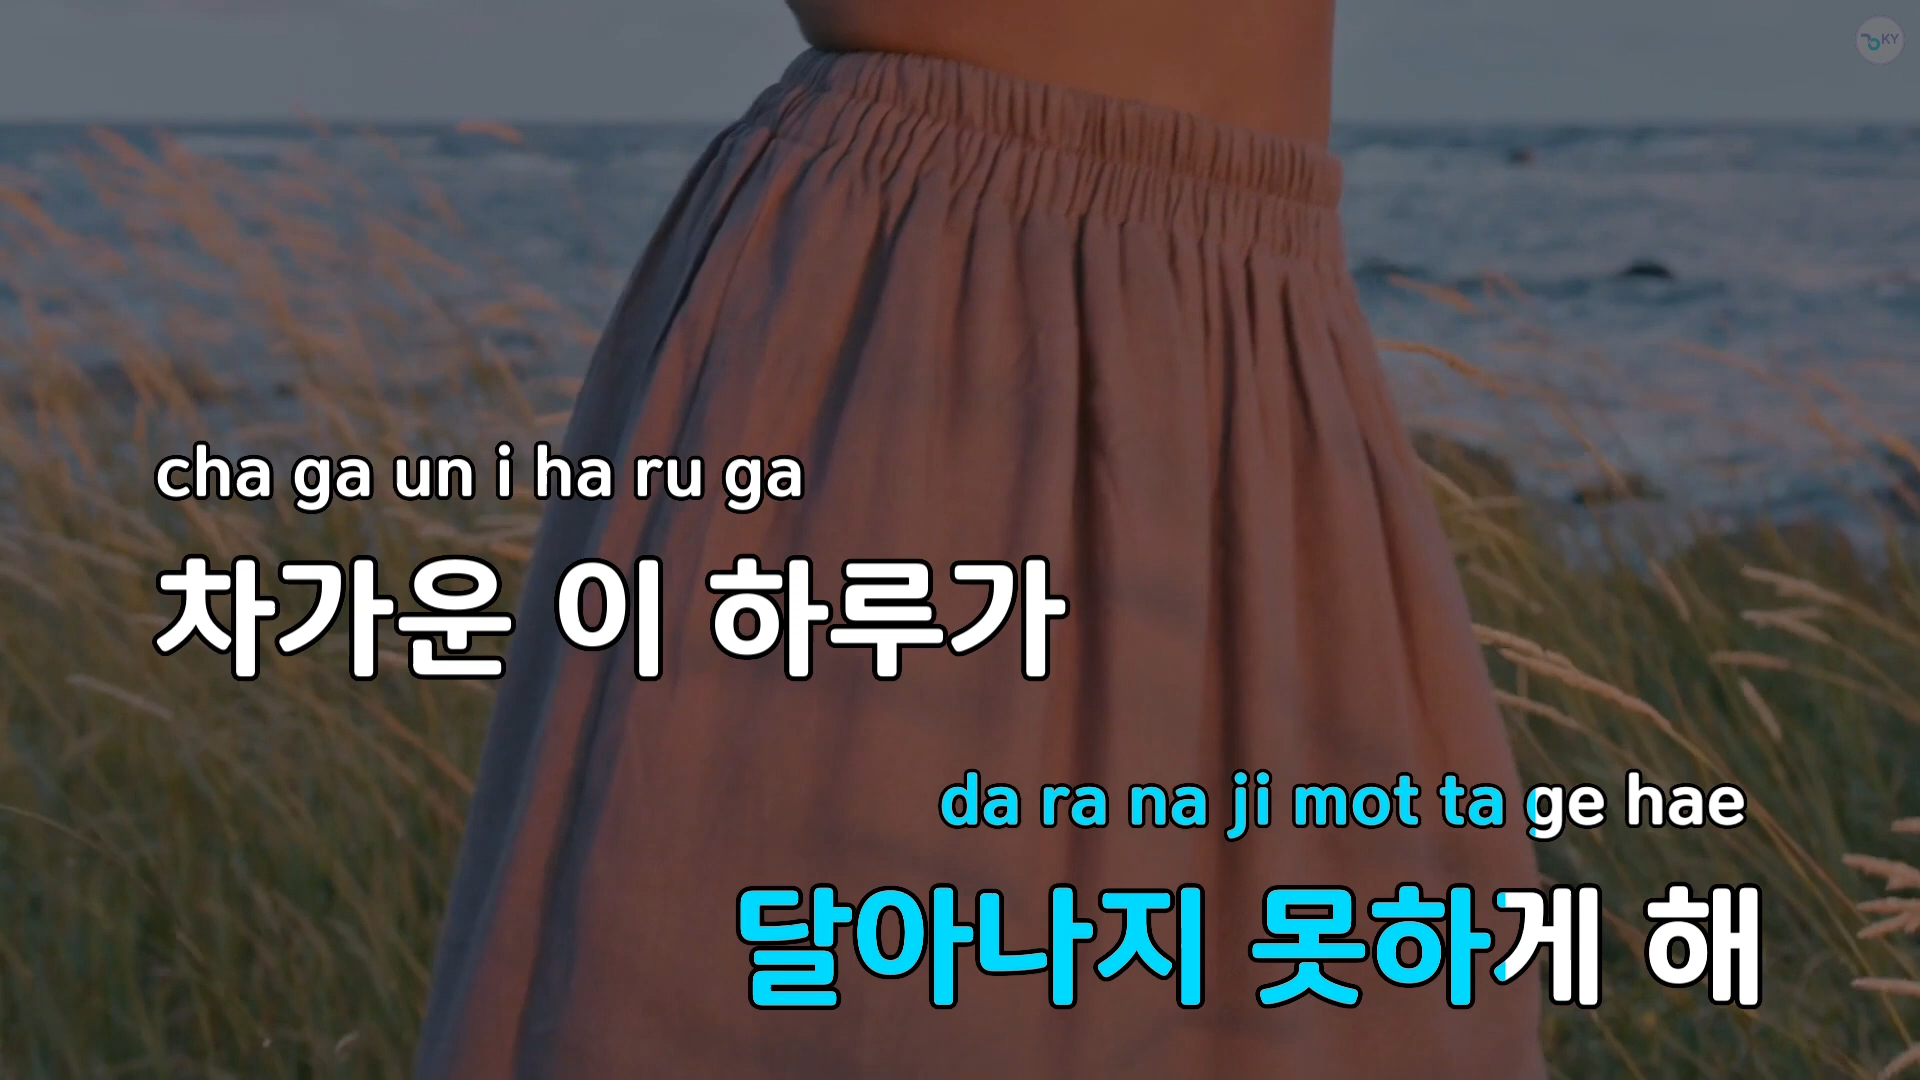 KY
cha ga un i ha ru ga
차가운 이 하루가
da ra na ji mot ta ge hae
달아나지 못하게 해